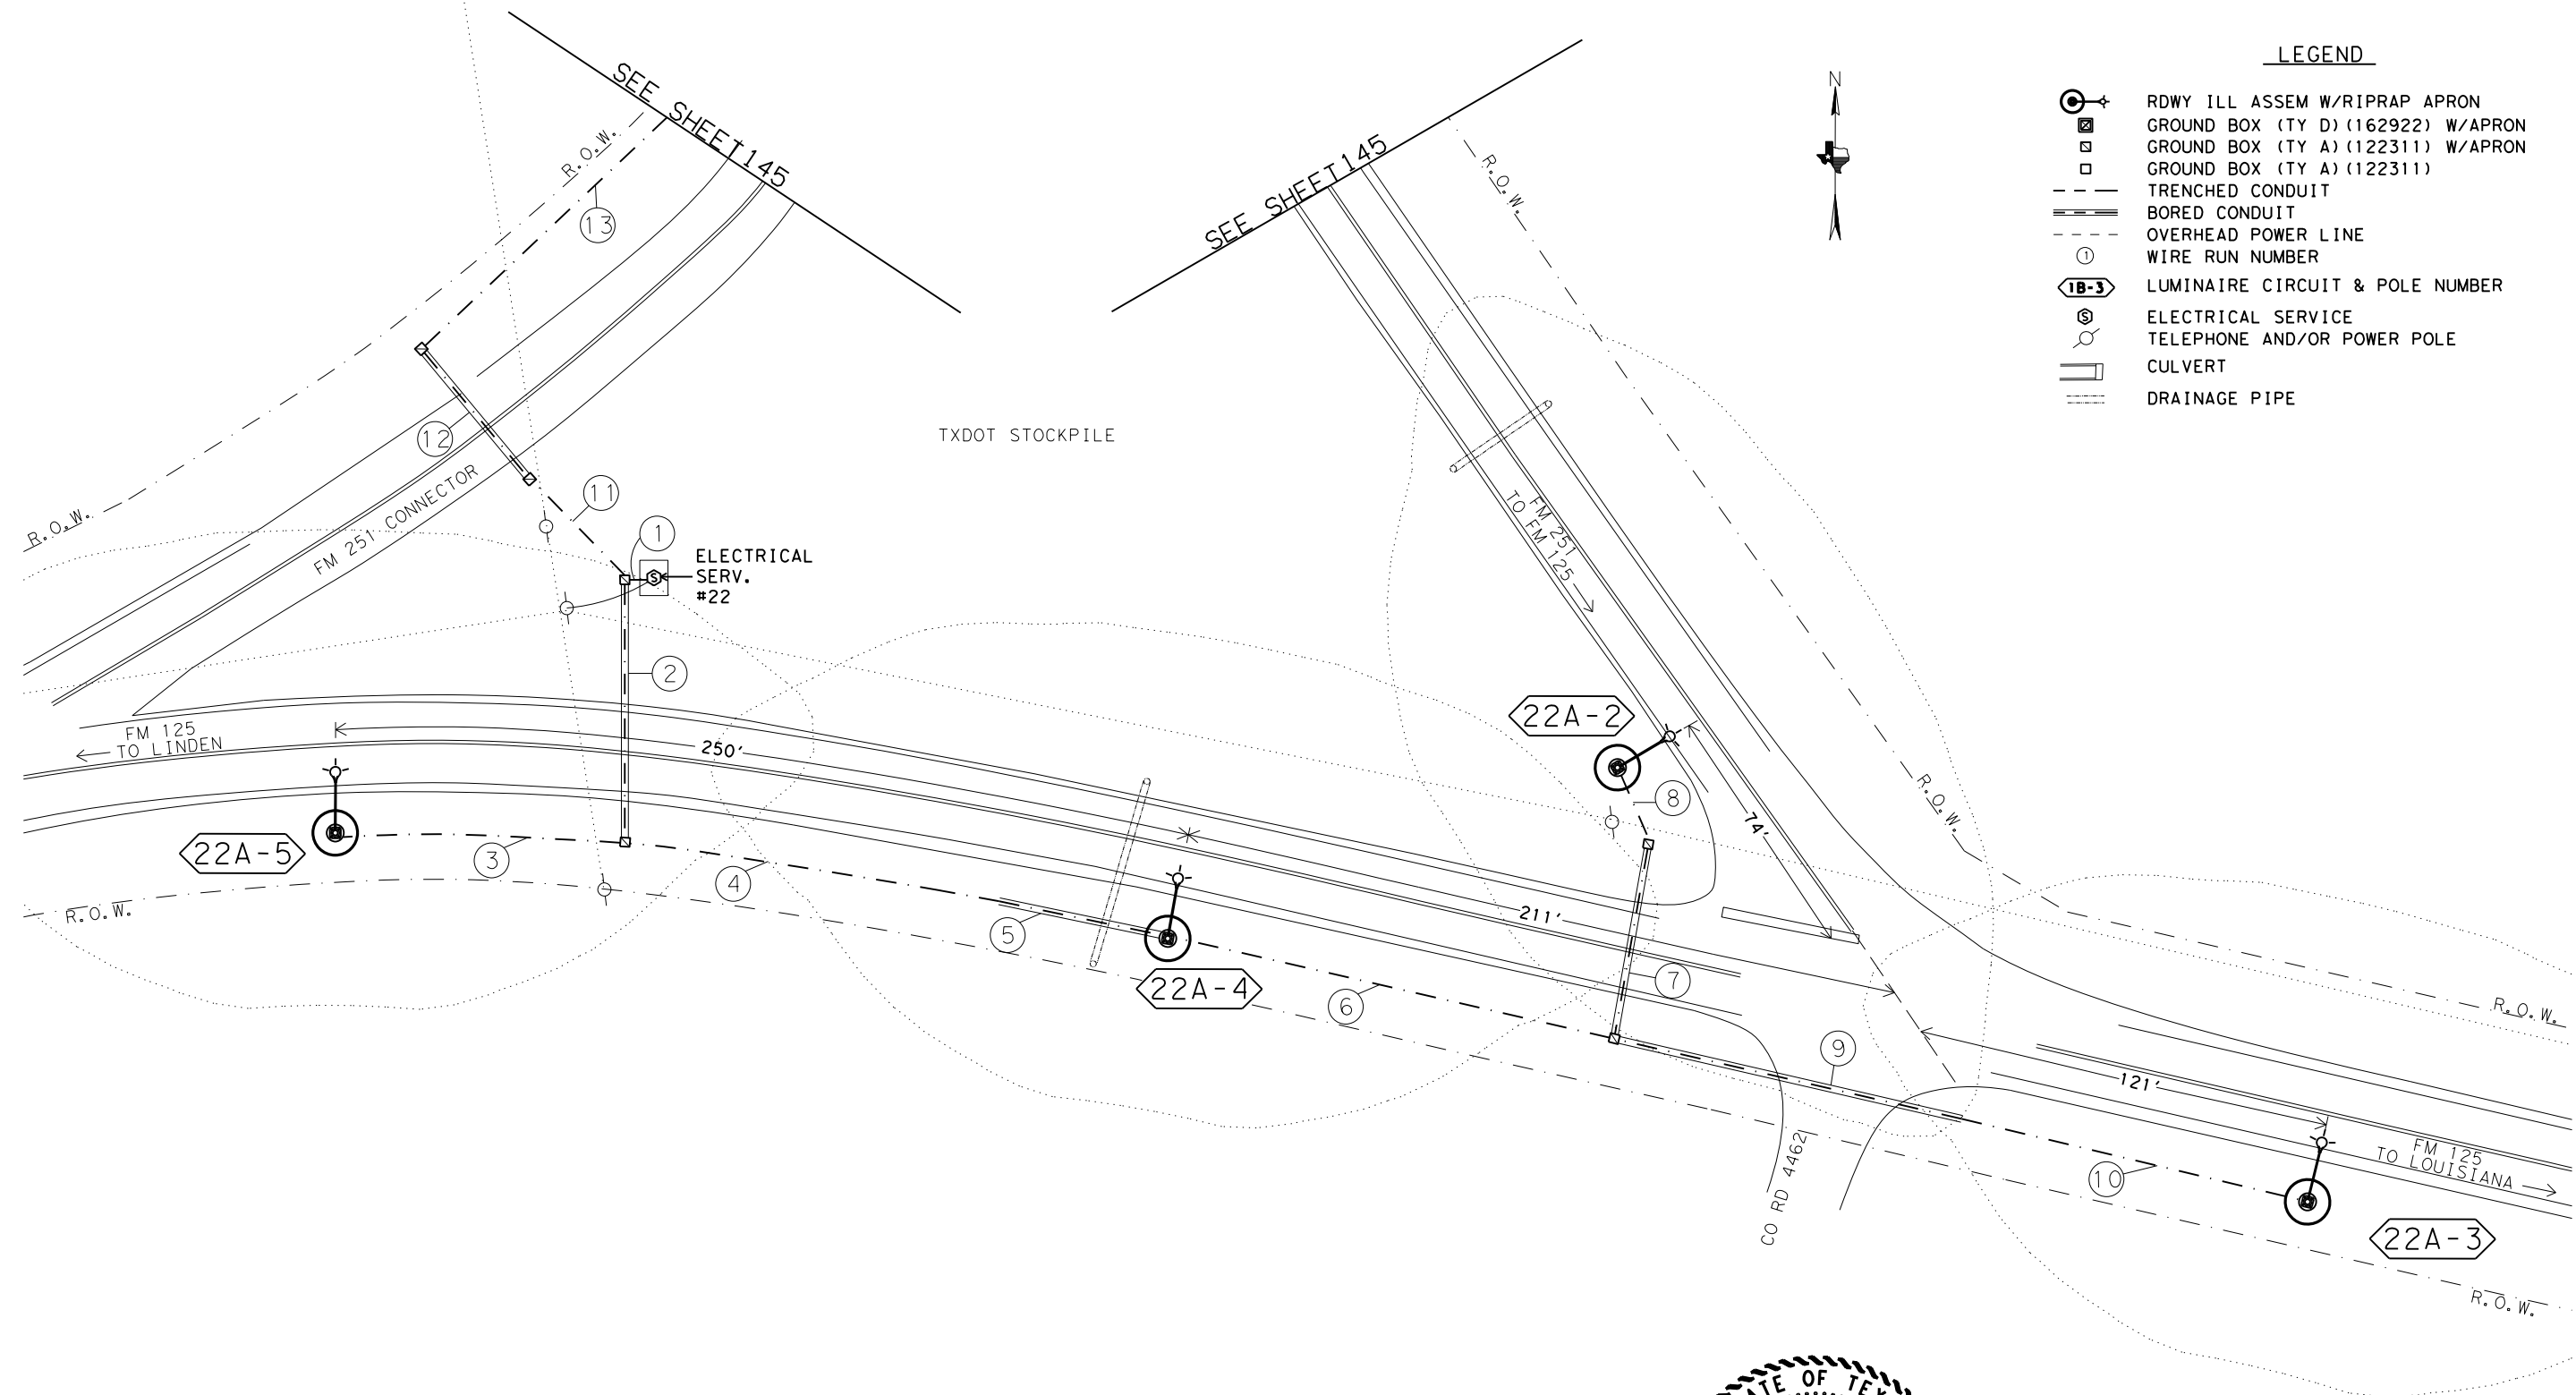 SEE SHEET 145
SEE SHEET 145
N
LEGEND
RDWY ILL ASSEM W/RIPRAP APRON
GROUND BOX (TY D) (162922) W/APRON
GROUND BOX (TY A) (122311) W/APRON
GROUND BOX (TY A) (122311)
TRENCHED CONDUIT
BORED CONDUIT
OVERHEAD POWER LINE
1 WIRE RUN NUMBER
1B-3 LUMINAIRE CIRCUIT & POLE NUMBER
S ELECTRICAL SERVICE
TELEPHONE AND/OR POWER POLE
CULVERT
DRAINAGE PIPE
R.O.W.
R.O.W.
13
12
TXDOT STOCKPILE
R.O.W.
FM 251 CONNECTOR
11
1
S
ELECTRICAL
SERV.
#22
FM 251
TO FM 125
2
22A-2
FM 125
TO LINDEN
250'
8
74'
R.O.W.
22A-5
3
4
R.O.W.
5
211'
22A-4
6
7
9
R.O.W.
121'
10
FM 125
TO LOUISIANA
CO RD 4462
22A-3
R.O.W.